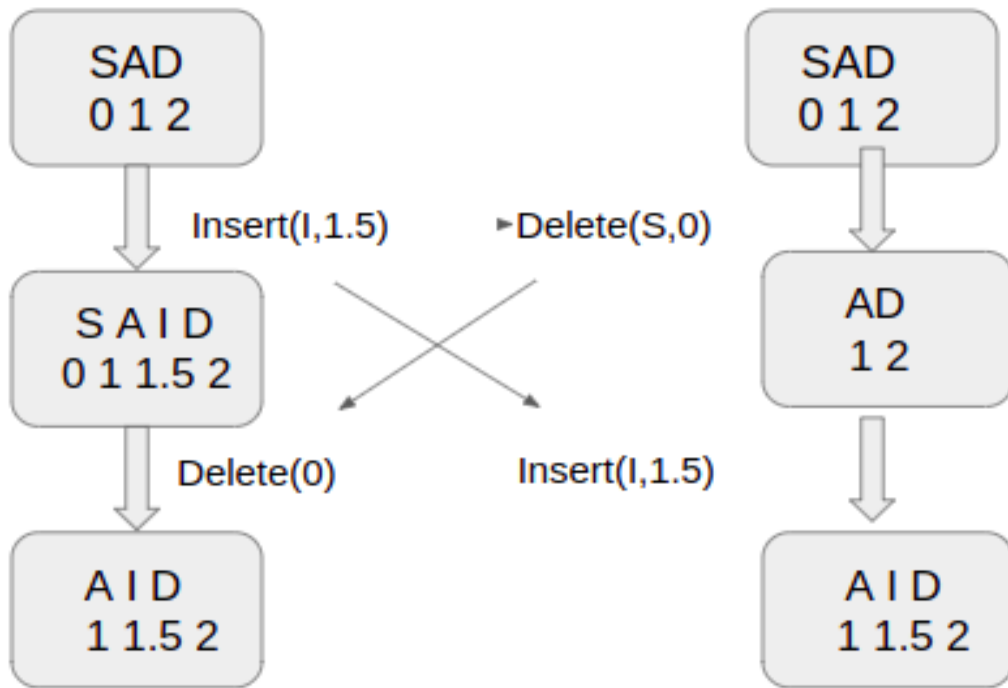 SAD
0 1 2
SAD
0 1 2
Insert(I,1.5)
Delete(S,0)
S A I D
0 1 1.5 2
AD
1 2
Delete(0)
Insert(I,1.5)
A I D
1 1.5 2
A I D
1 1.5 2